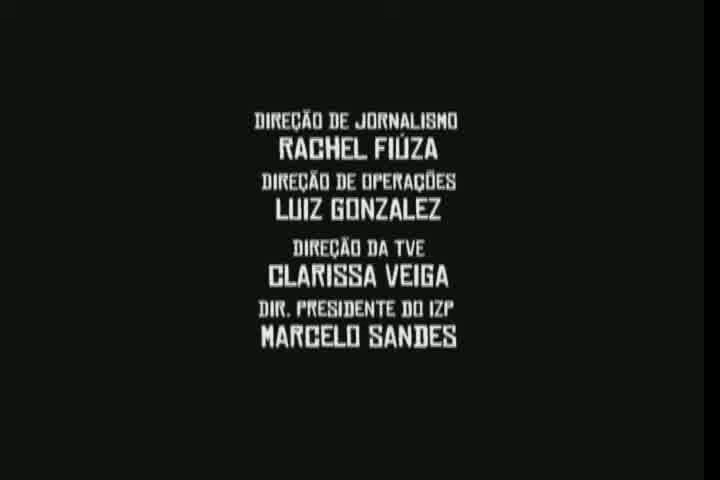 DIREÇÃO DE JORNALISMO
RACHEL FIÚZA
DIREÇÃO DE OPERAÇÕES
LUIZ GONZALEZ
DIREÇÃO DA TVE
CLARISSA VEIGA
DIR. PRESIDENTE DO IZP
MARCELO SANDES